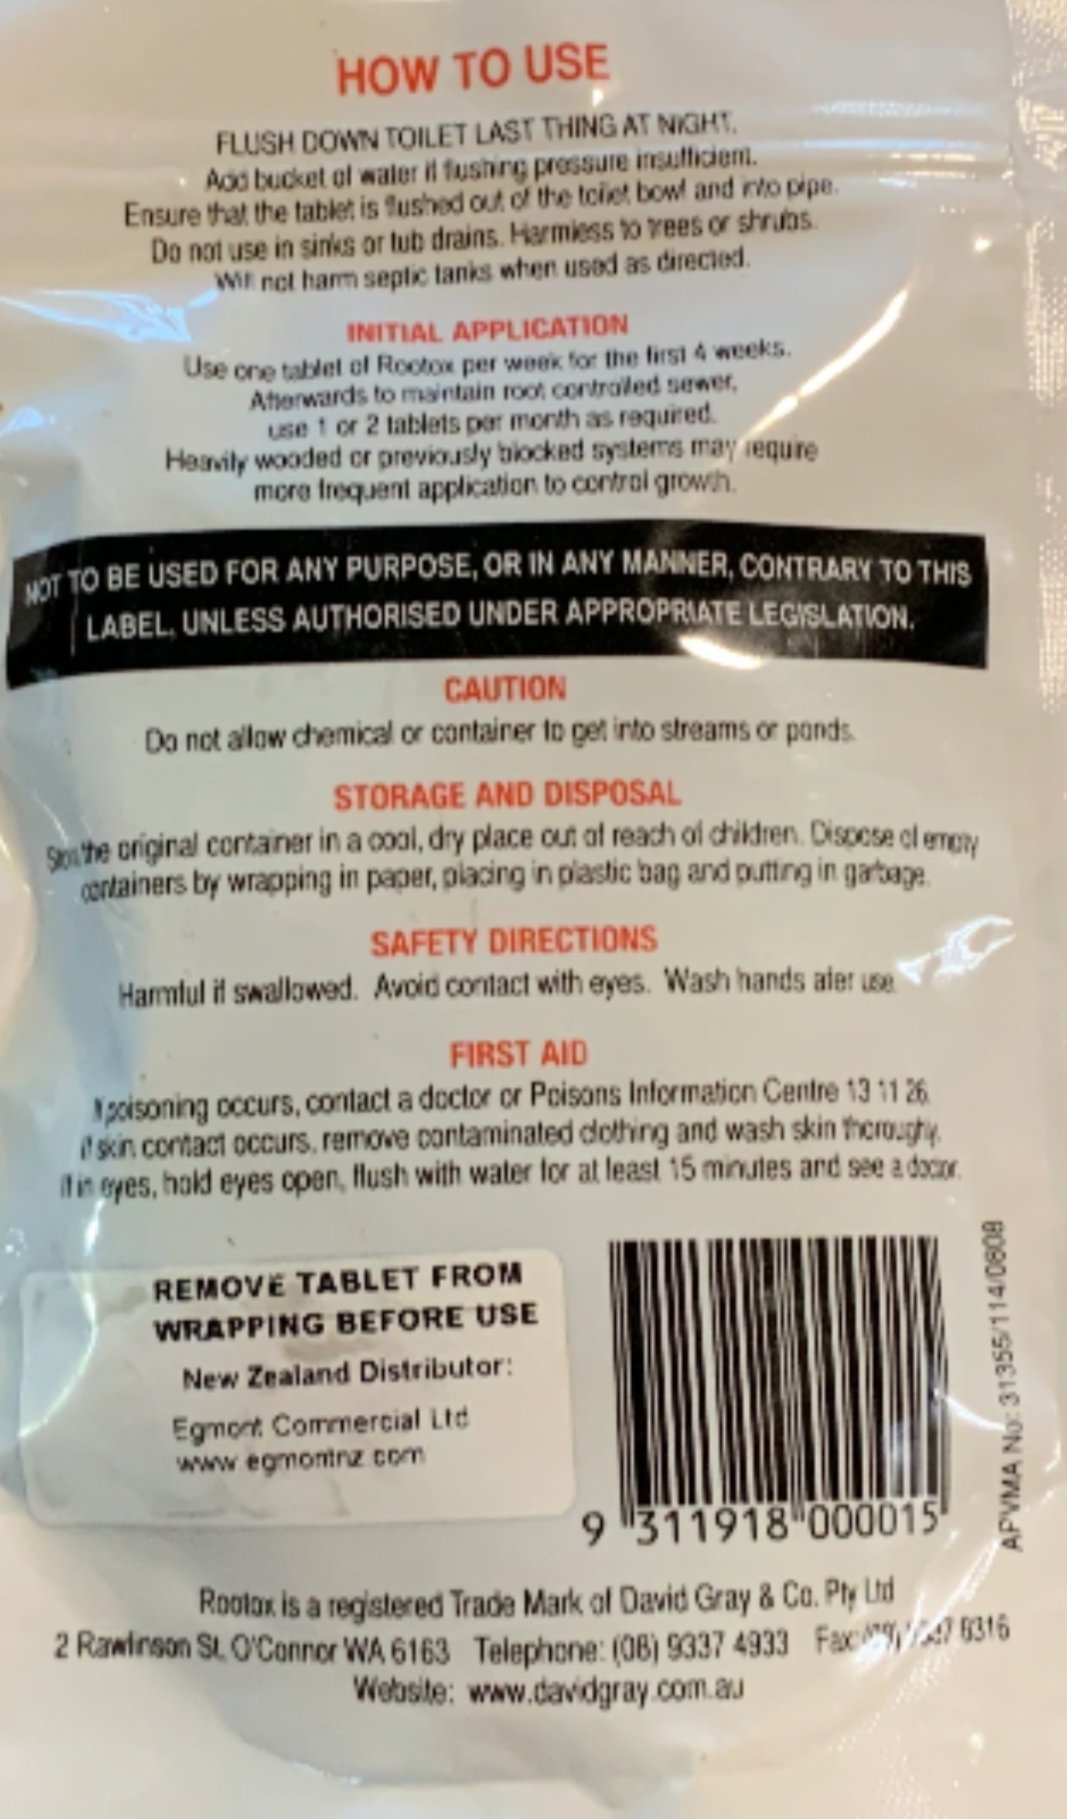 HOW TO USE
FLUSH DOWN TOILET LAST THING AT NIGHT.
Add bucket of water if flushing pressure insufficient.
Ensure that the tablet is flushed out of the toilet bowl and into pipe.
Do not use in sinks or tub drains. Harmless to trees or shrubs.
Will not harm septic tanks when used as directed.
INITIAL APPLICATION
Use one tablet of Rootox per week for the first 4 weeks.
Afterwards to maintain root controlled sewer,
use 1 or 2 tablets per month as required.
Heavily wooded or previously blocked systems may require
more frequent application to control growth.
NOT TO BE USED FOR ANY PURPOSE, OR IN ANY MANNER, CONTRARY TO THIS
LABEL, UNLESS AUTHORISED UNDER APPROPRIATE LEGISLATION.
CAUTION
Do not allow chemical or container to get into streams or ponds.
STORAGE AND DISPOSAL
the original container in a cool, dry place out of reach of children. Dispose of empty
containers by wrapping in paper, placing in plastic bag and putting in garbage.
SAFETY DIRECTIONS
Harmful if swallowed. Avoid contact with eyes. Wash hands ater use.
FIRST AID
If poisoning occurs, contact a doctor or Poisons Information Centre 13 11 26.
If skin contact occurs, remove contaminated clothing and wash skin thoroughly.
If in eyes, hold eyes open, flush with water for at least 15 minutes and see a doctor.
REMOVE TABLET FROM
WRAPPING BEFORE USE
New Zealand Distributor:
Egmont Commercial Ltd
www.egmontnz.com
9 311918 000015
APVMA No: 31355/114/0808
Rootox is a registered Trade Mark of David Gray & Co. Pty Ltd
2 Rawlinson St, O'Connor WA 6163 Telephone: (08) 9337 4933 Fax: 8316
Website: www.davidgray.com.au